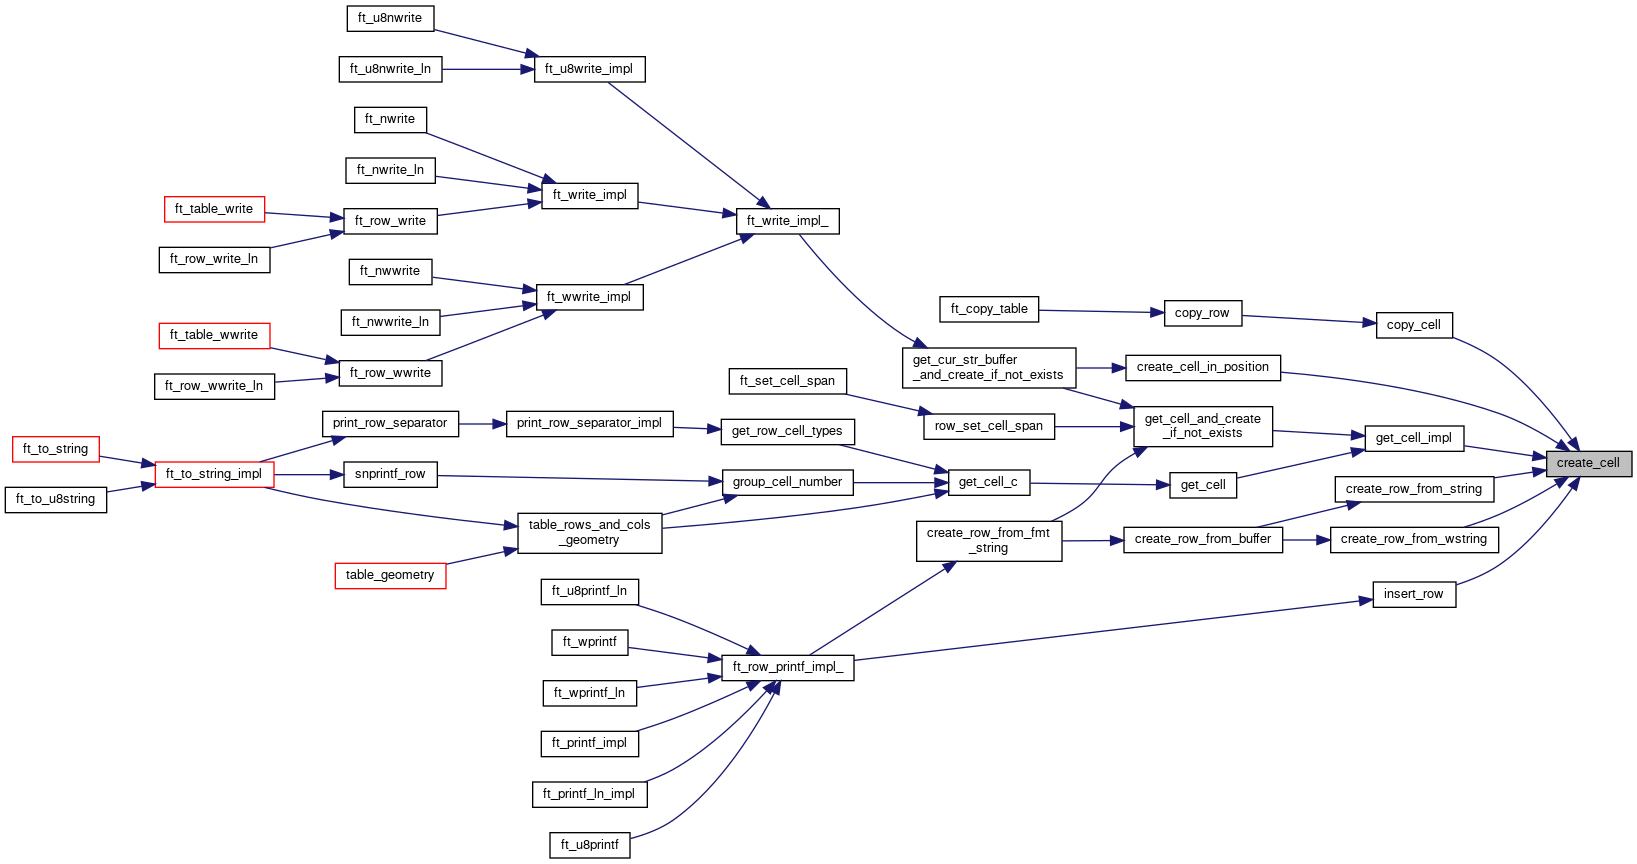 ft_u8nwrite
ft_u8nwrite_ln
ft_u8write_impl
ft_nwrite
ft_nwrite_ln
ft_write_impl
ft_table_write
ft_row_write
ft_write_impl_
ft_row_write_ln
ft_nwwrite
ft_wwrite_impl
ft_copy_table
copy_row
copy_cell
ft_nwwrite_ln
ft_table_wwrite
get_cur_str_buffer
_and_create_if_not_exists
create_cell_in_position
ft_row_wwrite
ft_row_wwrite_ln
ft_set_cell_span
print_row_separator
print_row_separator_impl
get_row_cell_types
row_set_cell_span
get_cell_and_create
_if_not_exists
get_cell_impl
ft_to_string
ft_to_string_impl
snprintf_row
group_cell_number
get_cell_c
get_cell
create_cell
create_row_from_string
ft_to_u8string
table_rows_and_cols
_geometry
create_row_from_fmt
_string
create_row_from_buffer
create_row_from_wstring
table_geometry
ft_u8printf_ln
insert_row
ft_wprintf
ft_row_printf_impl_
ft_wprintf_ln
ft_printf_impl
ft_printf_ln_impl
ft_u8printf